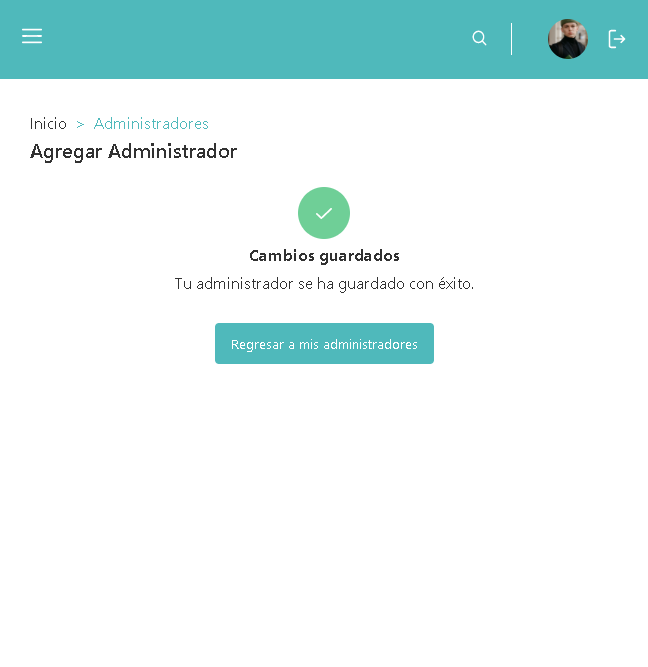 Inicio > Administradores
Agregar Administrador
Cambios guardados
Tu administrador se ha guardado con éxito.
Regresar a mis administradores